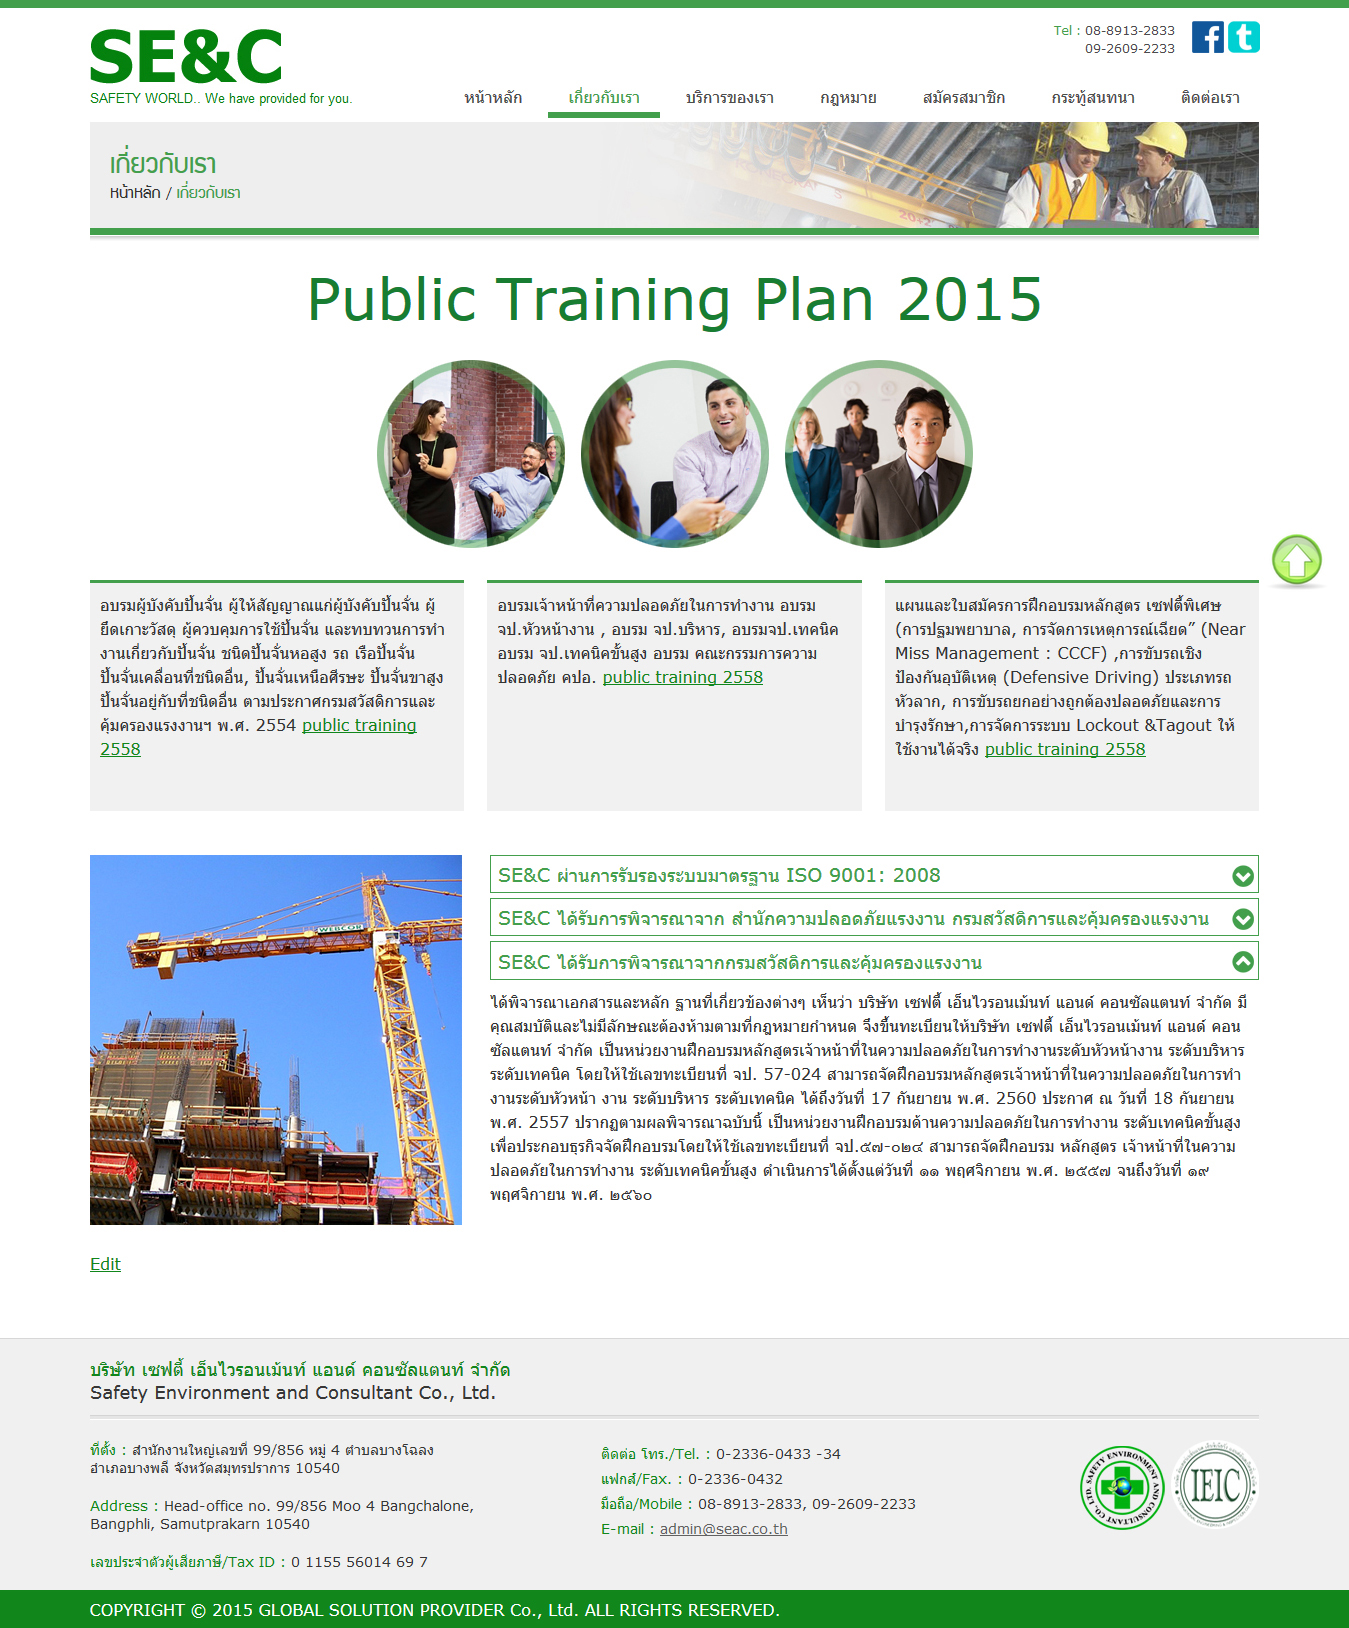 SE&C
SAFETY WORLD.. We have provided for you.
Tel : 08-8913-2833
09-2609-2233
หน้าหลัก เกี่ยวกับเรา บริการของเรา กฎหมาย สมัครสมาชิก กระทู้สนทนา ติดต่อเรา
เกี่ยวกับเรา
หน้าหลัก / เกี่ยวกับเรา
Public Training Plan 2015
อบรมผู้บังคับปั้นจั่น ผู้ให้สัญญาณแก่ผู้บังคับปั้นจั่น ผู้
ยึดเกาะวัสดุ ผู้ควบคุมการใช้ปั้นจั่น และทบทวนการทำ
งานเกี่ยวกับปั้นจั่น ชนิดปั้นจั่นหอสูง รถ เรือปั้นจั่น
ปั้นจั่นเคลื่อนที่ชนิดอื่น, ปั้นจั่นเหนือศีรษะ ปั้นจั่นขาสูง
ปั้นจั่นอยู่กับที่ชนิดอื่น ตามประกาศกรมสวัสดิการและ
คุ้มครองแรงงานฯ พ.ศ. 2554 public training
2558
อบรมเจ้าหน้าที่ความปลอดภัยในการทำงาน อบรม
จป.หัวหน้างาน , อบรม จป.บริหาร, อบรมจป.เทคนิค
อบรม จป.เทคนิคขั้นสูง อบรม คณะกรรมการความ
ปลอดภัย คปอ. public training 2558
แผนและใบสมัครการฝึกอบรมหลักสูตร เซฟตี้พิเศษ
(การปฐมพยาบาล, การจัดการเหตุการณ์เฉียด” (Near
Miss Management : CCCF) ,การขับรถเชิง
ป้องกันอุบัติเหตุ (Defensive Driving) ประเภทรถ
หัวลาก, การขับรถยกอย่างถูกต้องปลอดภัยและการ
บำรุงรักษา,การจัดการระบบ Lockout &Tagout ให้
ใช้งานได้จริง public training 2558
WEBCOR
SE&C ผ่านการรับรองระบบมาตรฐาน ISO 9001: 2008
SE&C ได้รับการพิจารณาจาก สำนักความปลอดภัยแรงงาน กรมสวัสดิการและคุ้มครองแรงงาน
SE&C ได้รับการพิจารณาจากกรมสวัสดิการและคุ้มครองแรงงาน
ได้พิจารณาเอกสารและหลัก ฐานที่เกี่ยวข้องต่างๆ เห็นว่า บริษัท เซฟตี้ เอ็นไวรอนเม้นท์ แอนด์ คอนซัลแตนท์ จำกัด มี
คุณสมบัติและไม่มีลักษณะต้องห้ามตามที่กฎหมายกำหนด จึงขึ้นทะเบียนให้บริษัท เซฟตี้ เอ็นไวรอนเม้นท์ แอนด์ คอน
ซัลแตนท์ จำกัด เป็นหน่วยงานฝึกอบรมหลักสูตรเจ้าหน้าที่ในความปลอดภัยในการทำงานระดับหัวหน้างาน ระดับบริหาร
ระดับเทคนิค โดยให้ใช้เลขทะเบียนที่ จป. 57-024 สามารถจัดฝึกอบรมหลักสูตรเจ้าหน้าที่ในความปลอดภัยในการทำ
งานระดับหัวหน้า งาน ระดับบริหาร ระดับเทคนิค ได้ถึงวันที่ 17 กันยายน พ.ศ. 2560 ประกาศ ณ วันที่ 18 กันยายน
พ.ศ. 2557 ปรากฏตามผลพิจารณาฉบับนี้ เป็นหน่วยงานฝึกอบรมด้านความปลอดภัยในการทำงาน ระดับเทคนิคขั้นสูง
เพื่อประกอบธุรกิจจัดฝึกอบรมโดยให้ใช้เลขทะเบียนที่ จป.๕๗-๐๒๔ สามารถจัดฝึกอบรม หลักสูตร เจ้าหน้าที่ในความ
ปลอดภัยในการทำงาน ระดับเทคนิคขั้นสูง ดำเนินการได้ตั้งแต่วันที่ ๑๑ พฤศจิกายน พ.ศ. ๒๕๕๗ จนถึงวันที่ ๑๙
พฤศจิกายน พ.ศ. ๒๕๖๐
Edit
บริษัท เซฟตี้ เอ็นไวรอนเม้นท์ แอนด์ คอนซัลแตนท์ จำกัด
Safety Environment and Consultant Co., Ltd.
ที่ตั้ง : สำนักงานใหญ่เลขที่ 99/856 หมู่ 4 ตำบลบางโฉลง
อำเภอบางพลี จังหวัดสมุทรปราการ 10540
Address : Head-office no. 99/856 Moo 4 Bangchalone,
Bangphli, Samutprakarn 10540
เลขประจำตัวผู้เสียภาษี/Tax ID : 0 1155 56014 69 7
ติดต่อ โทร./Tel. : 0-2336-0433 -34
แฟกส์/Fax. : 0-2336-0432
มือถือ/Mobile : 08-8913-2833, 09-2609-2233
E-mail : admin@seac.co.th
SAFETY ENVIRONMENT AND CONSULTANT CO., LTD.
IEIC
COPYRIGHT © 2015 GLOBAL SOLUTION PROVIDER Co., Ltd. ALL RIGHTS RESERVED.